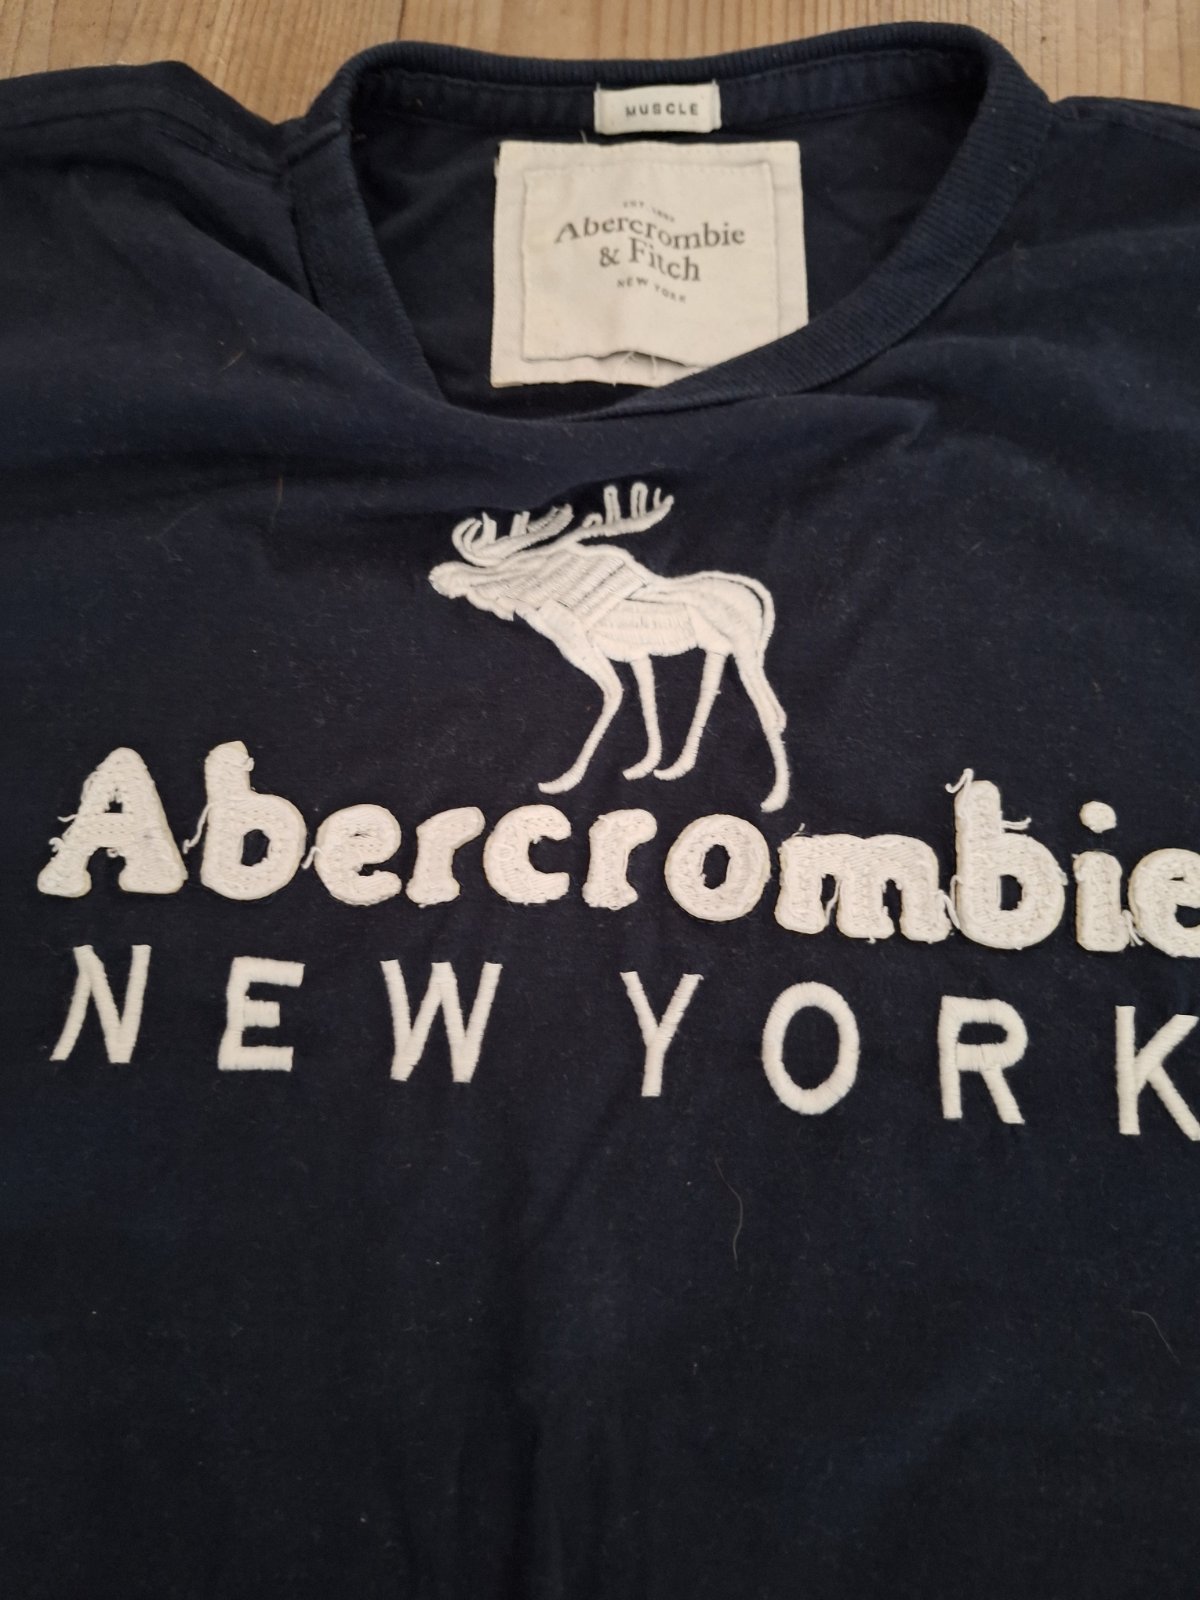 MUSCLE
EST 1892
Abercrombie
& Fitch
NEW YORK
Abercrombie
NEW YORK